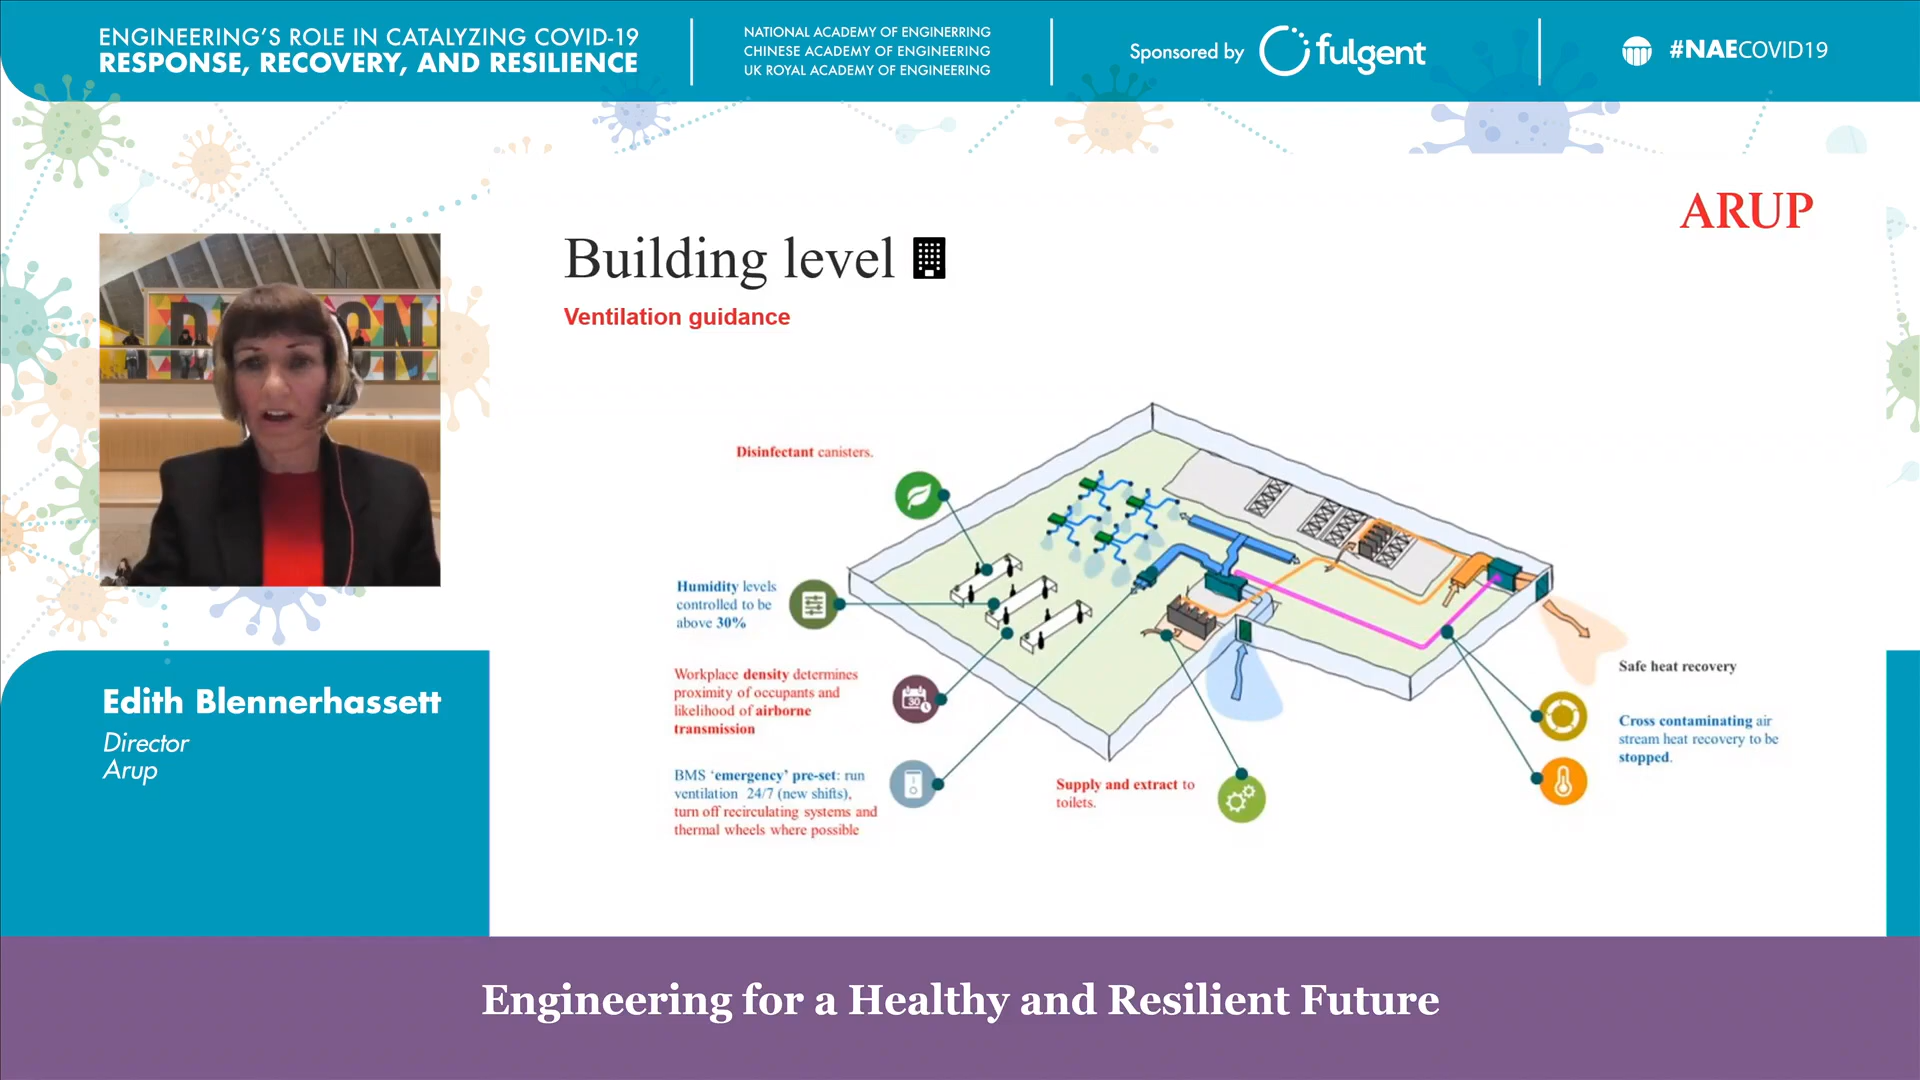 ENGINEERING'S ROLE IN CATALYZING COVID-19
RESPONSE, RECOVERY, AND RESILIENCE
NATIONAL ACADEMY OF ENGINERRING
CHINESE ACADEMY OF ENGINEERING
UK ROYAL ACADEMY OF ENGINEERING
Sponsored by fulgent
#NAECOVID19
ARUP
Building level
Ventilation guidance
Disinfectant canisters.
Humidity levels
controlled to be
above 30%
Workplace density determines
proximity of occupants and
likelihood of airborne
transmission
30
BMS 'emergency' pre-set: run
ventilation 24/7 (new shifts),
turn off recirculating systems and
thermal wheels where possible
Supply and extract to
toilets.
Safe heat recovery
Cross contaminating air
stream heat recovery to be
stopped.
Edith Blennerhassett
Director
Arup
Engineering for a Healthy and Resilient Future